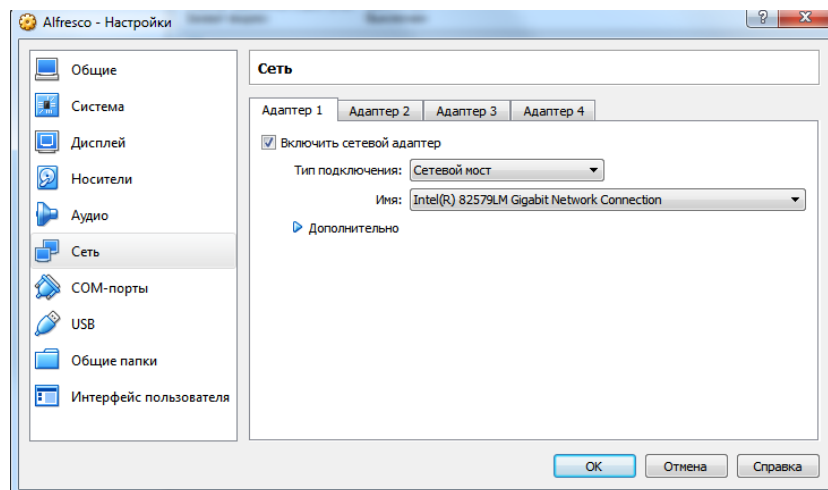 Alfresco - Настройки
Общие
Система
Дисплей
Носители
Аудио
Сеть
COM-порты
USB
Общие папки
Интерфейс пользователя
Сеть
Адаптер 1 Адаптер 2 Адаптер 3 Адаптер 4
Включить сетевой адаптер
Тип подключения: Сетевой мост
Имя: Intel(R) 82579LM Gigabit Network Connection
Дополнительно
OK Отмена Справка